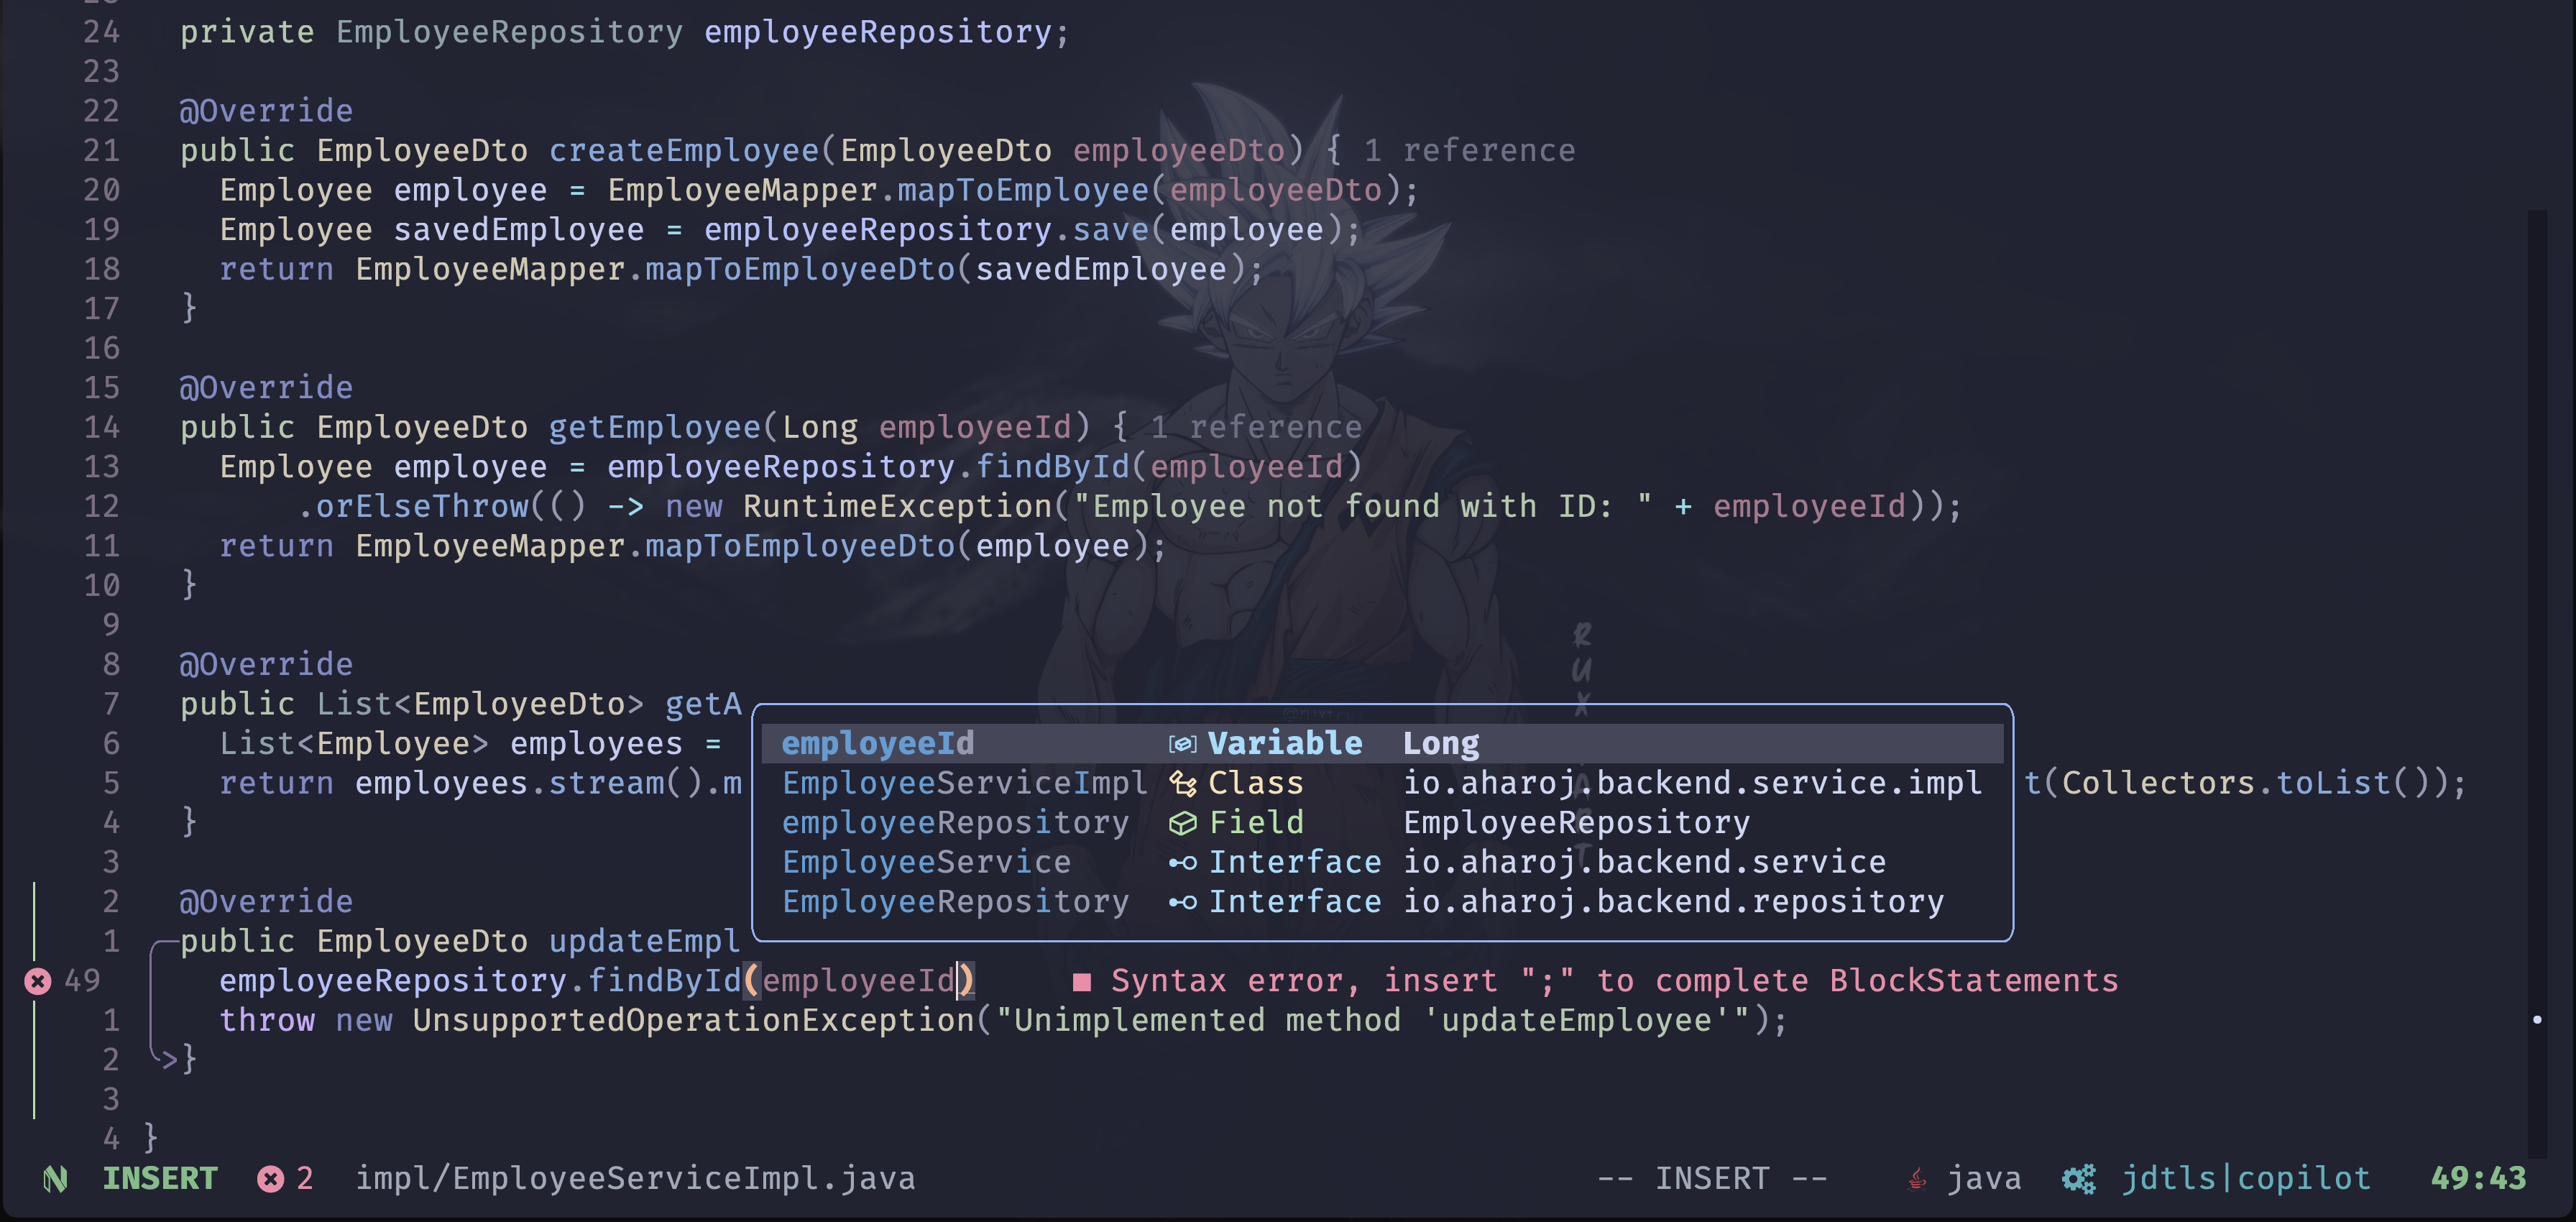 24 private EmployeeRepository employeeRepository;
23
22 @Override
21 public EmployeeDto createEmployee(EmployeeDto employeeDto) { 1 reference
20 Employee employee = EmployeeMapper.mapToEmployee(employeeDto);
19 Employee savedEmployee = employeeRepository.save(employee);
18 return EmployeeMapper.mapToEmployeeDto(savedEmployee);
17 }
16
15 @Override
14 public EmployeeDto getEmployee(Long employeeId) { 1 reference
13 Employee employee = employeeRepository.findById(employeeId)
12 .orElseThrow(() -> new RuntimeException("Employee not found with ID: " + employeeId));
11 return EmployeeMapper.mapToEmployeeDto(employee);
10 }
9
8 @Override
7 public List<EmployeeDto> getA
6 List<Employee> employees =
5 return employees.stream().m t(Collectors.toList());
4 }
3
2 @Override
1 public EmployeeDto updateEmpl
employeeId Variable Long
EmployeeServiceImpl Class io.aharoj.backend.service.impl
employeeRepository Field EmployeeRepository
EmployeeService Interface io.aharoj.backend.service
EmployeeRepository Interface io.aharoj.backend.repository
49 employeeRepository.findById(employeeId) ■ Syntax error, insert ";" to complete BlockStatements
1 throw new UnsupportedOperationException("Unimplemented method 'updateEmployee'");
2 }
3
4 }
INSERT 2 impl/EmployeeServiceImpl.java -- INSERT -- java jdtls|copilot 49:43